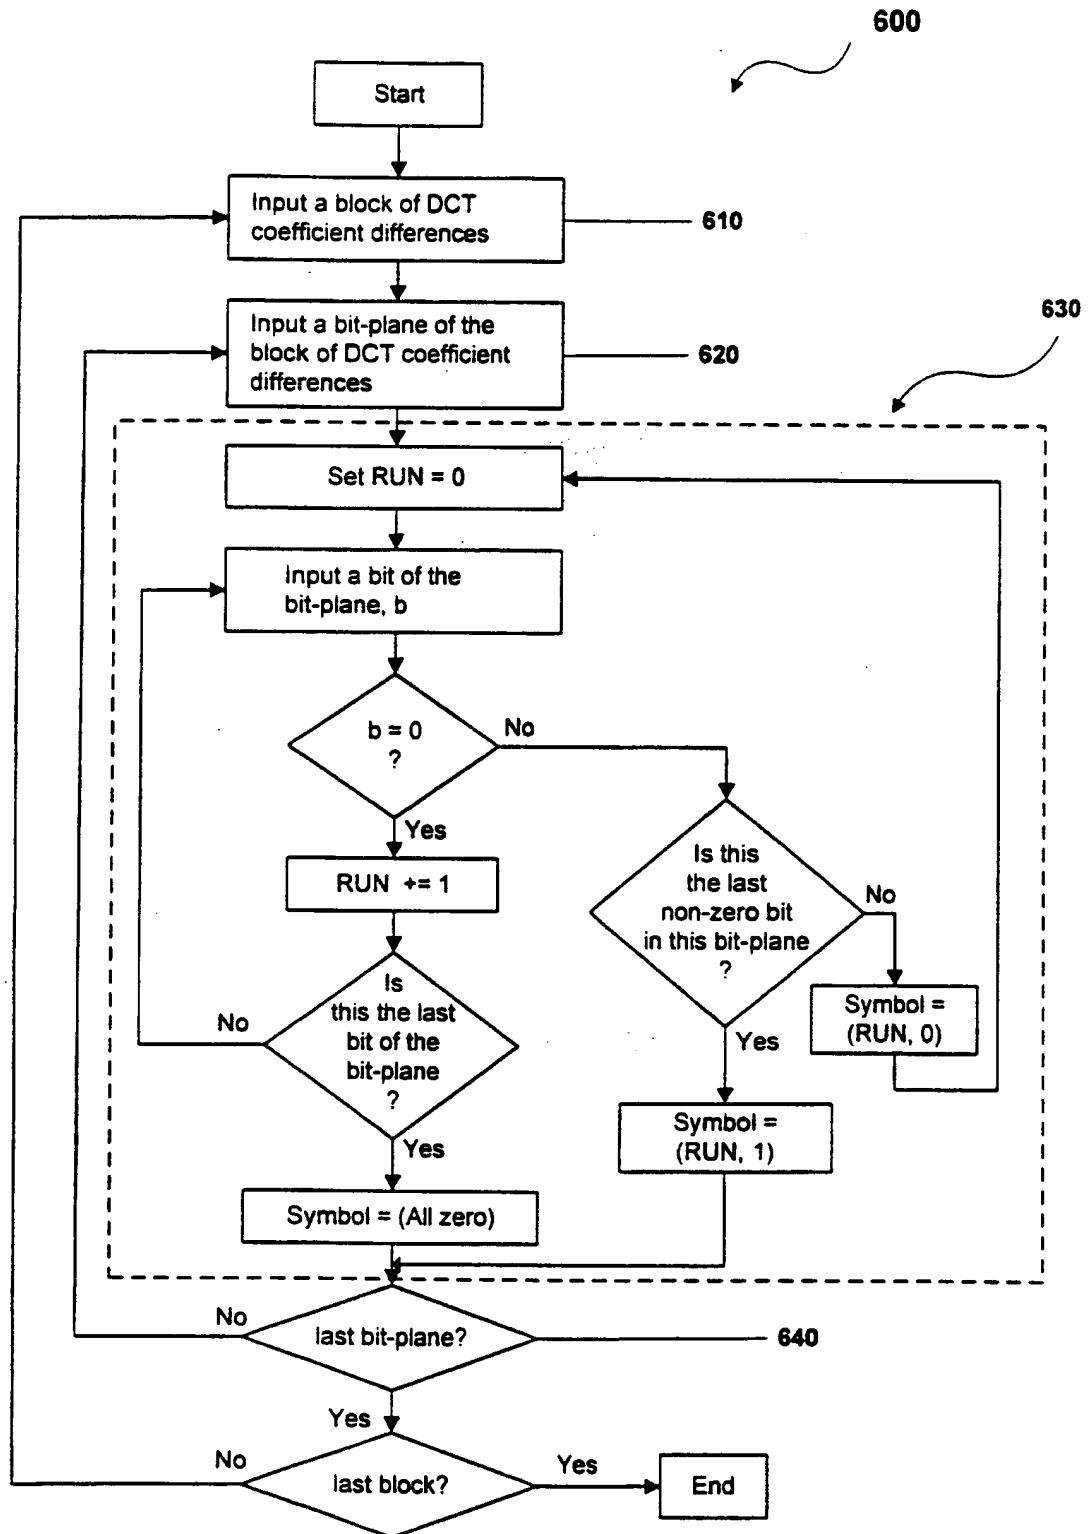 600
Start
Input a block of DCT
coefficient differences
610
Input a bit-plane of the
block of DCT coefficient
differences
620
630
Set RUN = 0
Input a bit of the
bit-plane, b
b = 0
?
No
Yes
RUN += 1
Is this
the last
non-zero bit
in this bit-plane
?
No
Symbol =
(RUN, 0)
Yes
Symbol =
(RUN, 1)
Is
this the last
bit of the
bit-plane
?
No
Yes
Symbol = (All zero)
last bit-plane?
No
640
Yes
last block?
No
Yes
End